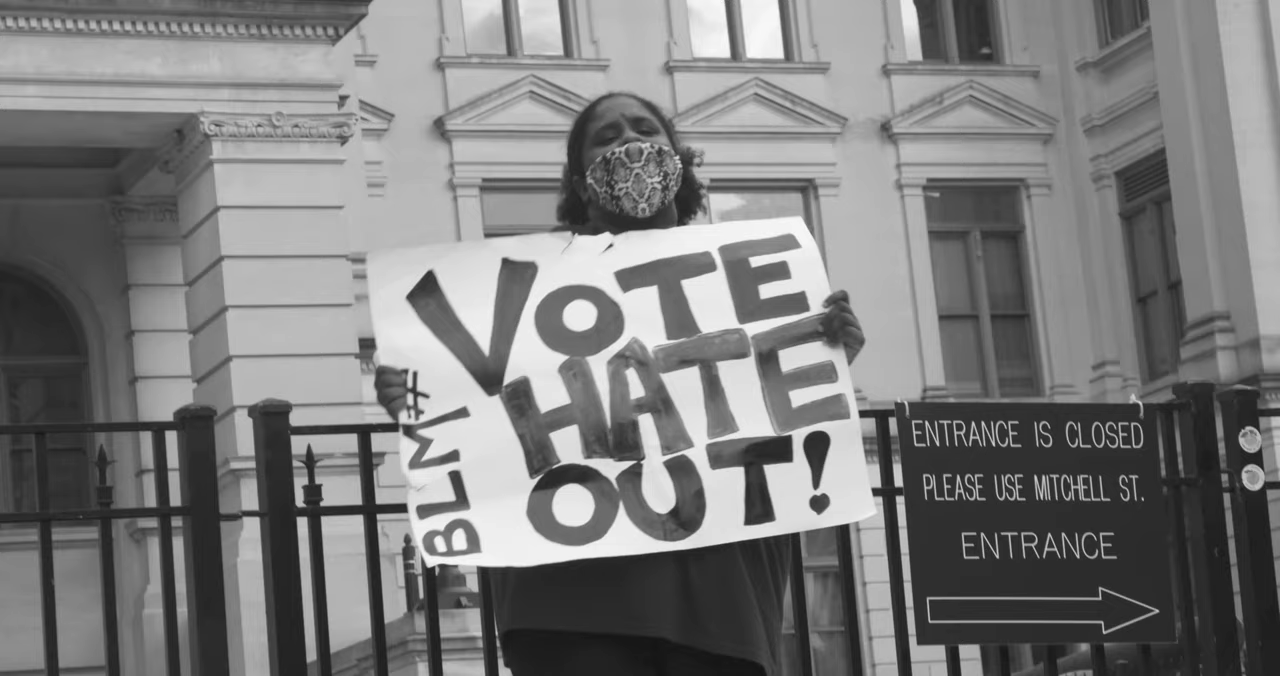 VOTE
HATE
OUT!
#BLM
ENTRANCE IS CLOSED
PLEASE USE MITCHELL ST.
ENTRANCE